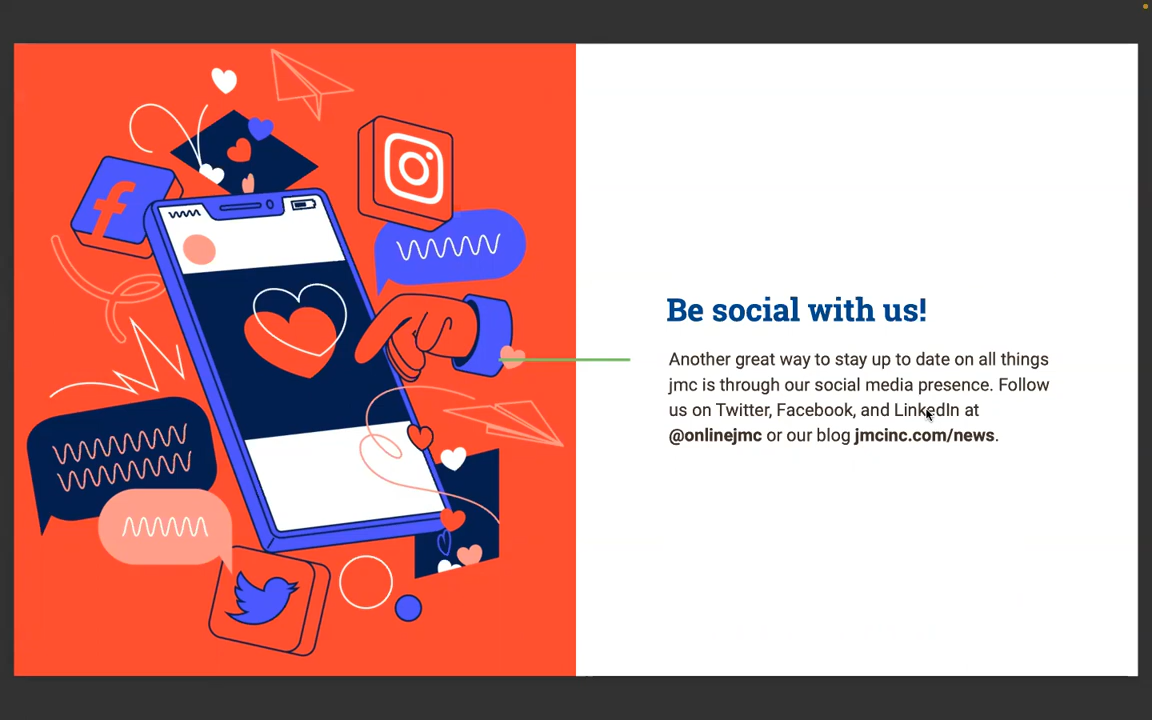 Be social with us!
Another great way to stay up to date on all things
jmc is through our social media presence. Follow
us on Twitter, Facebook, and LinkedIn at
@onlinejmc or our blog jmcinc.com/news.